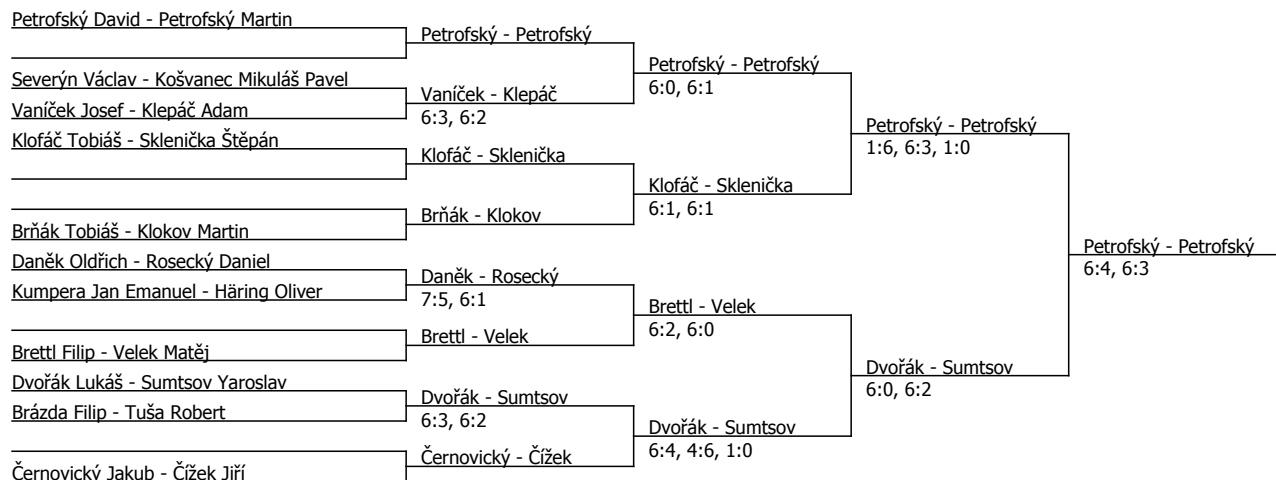 Petrofský David - Petrofský Martin
Petrofský - Petrofský
Severýn Václav - Košvanec Mikuláš Pavel
Petrofský - Petrofský
6:0, 6:1
Vaníček - Klepáč
6:3, 6:2
Vaníček Josef - Klepáč Adam
Petrofský - Petrofský
1:6, 6:3, 1:0
Klofáč Tobiáš - Sklenička Štěpán
Klofáč - Sklenička
Klofáč - Sklenička
6:1, 6:1
Brňák - Klokov
Brňák Tobiáš - Klokov Martin
Petrofský - Petrofský
6:4, 6:3
Daněk Oldřich - Rosecký Daniel
Daněk - Rosecký
7:5, 6:1
Kumpera Jan Emanuel - Häring Oliver
Brettl - Velek
6:2, 6:0
Brettl - Velek
Brettl Filip - Velek Matěj
Dvořák - Sumtsov
6:0, 6:2
Dvořák Lukáš - Sumtsov Yaroslav
Dvořák - Sumtsov
6:3, 6:2
Brázda Filip - Tuša Robert
Dvořák - Sumtsov
6:4, 4:6, 1:0
Černovický - Čížek
Černovický Jakub - Čížek Jiří